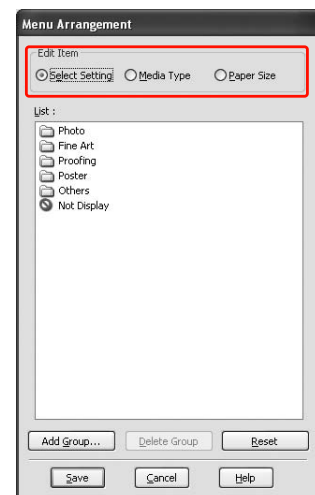 Menu Arrangement
Edit Item
Select Setting Media Type Paper Size
List :
Photo
Fine Art
Proofing
Poster
Others
Not Display
Add Group... Delete Group Reset
Save Cancel Help